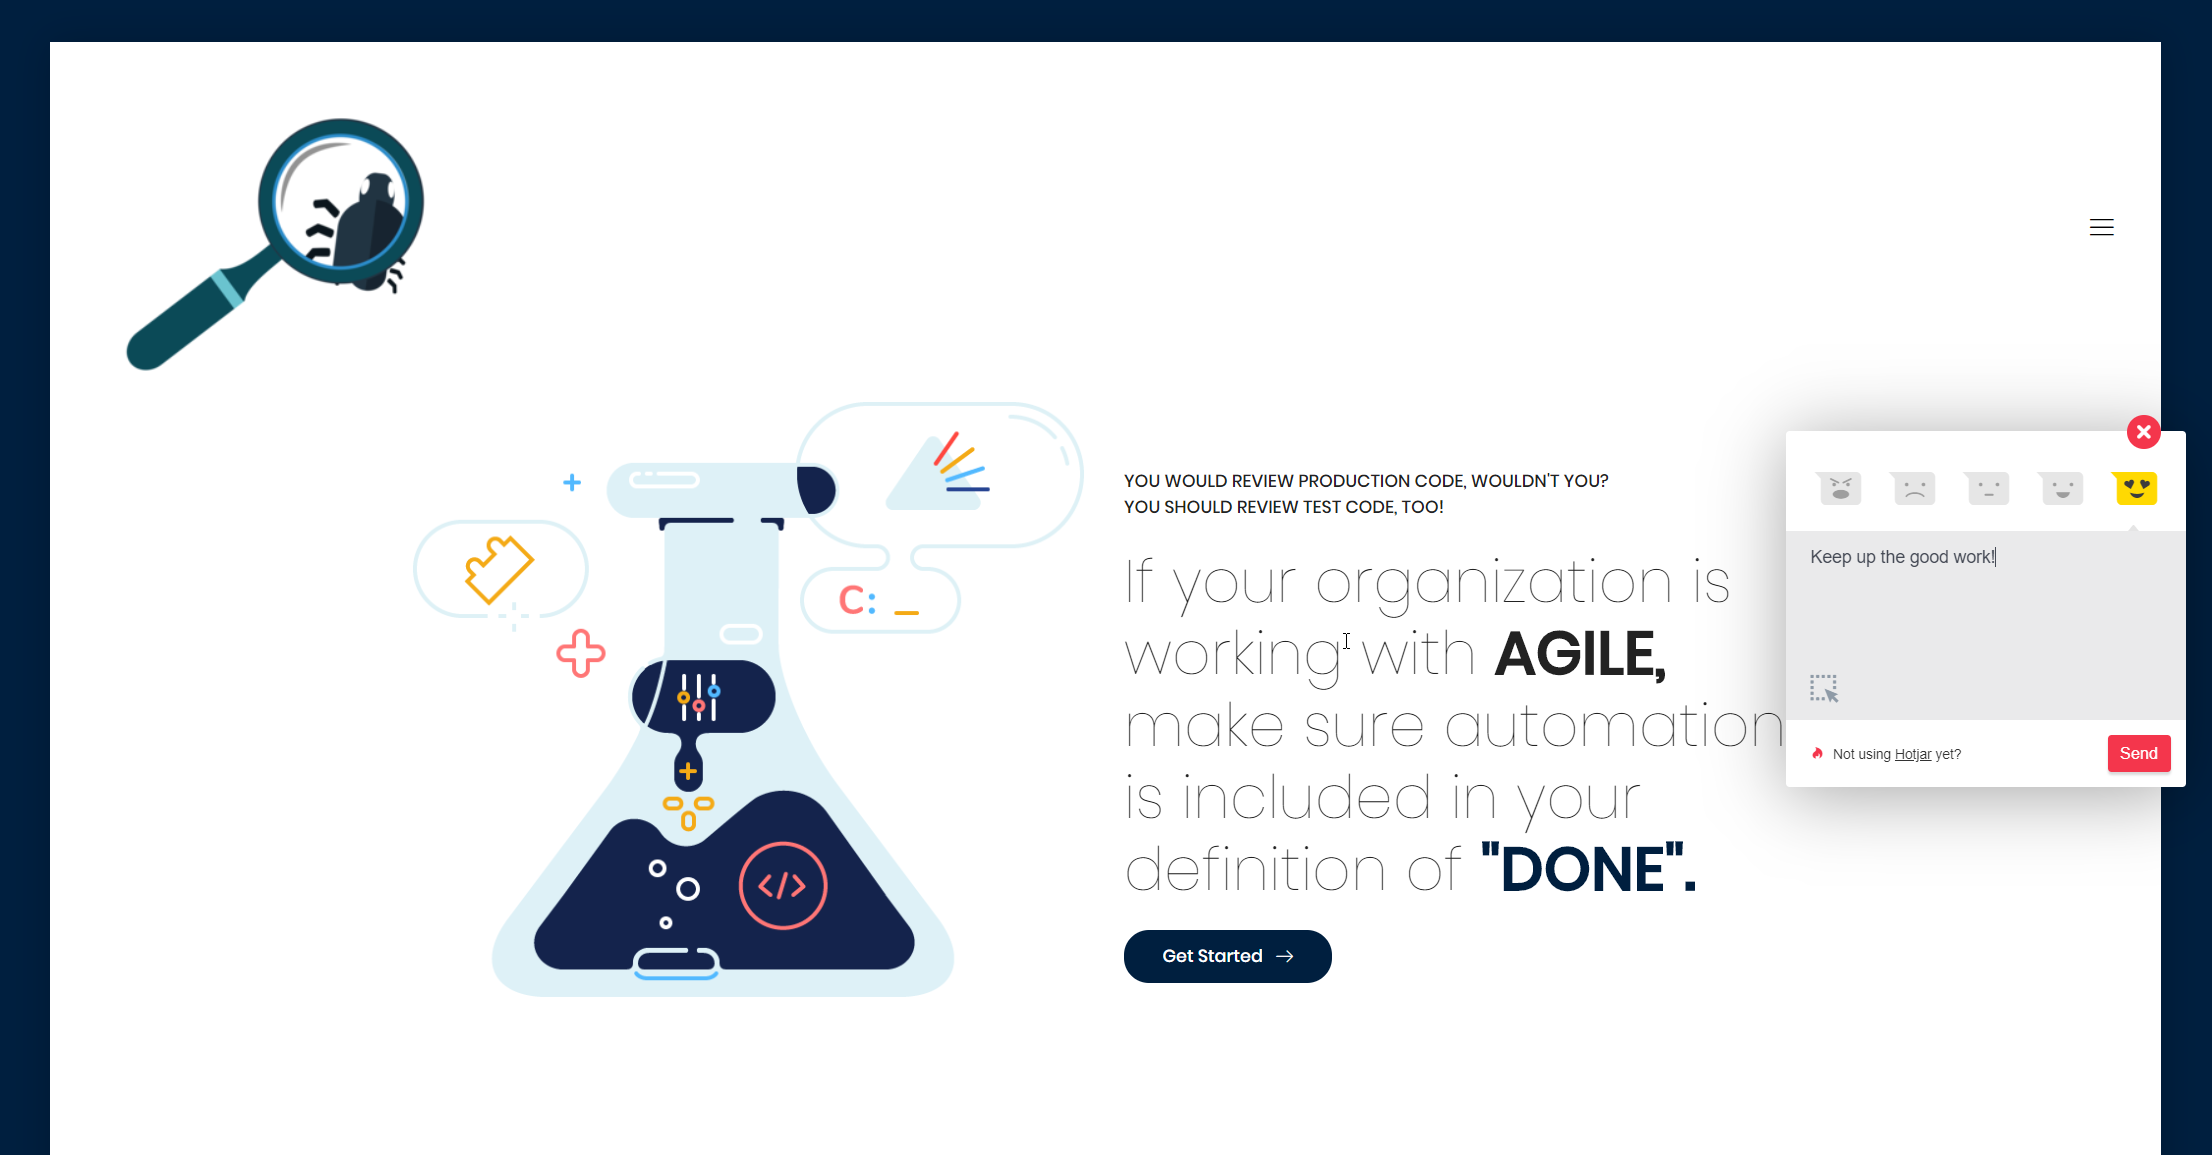 YOU WOULD REVIEW PRODUCTION CODE, WOULDN'T YOU?
YOU SHOULD REVIEW TEST CODE, TOO!
If your organization is
working with AGILE,
make sure automation
is included in your
definition of "DONE".
Get Started
C: _
</>
Keep up the good work!
Not using Hotjar yet?
Send